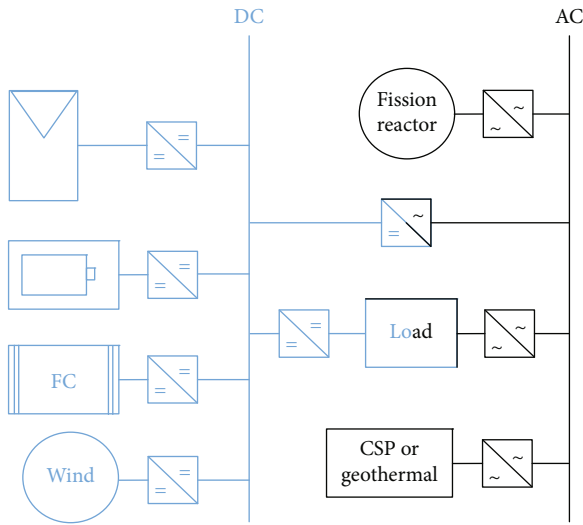 DC
AC
Fission
reactor
~
~
=
=
~
=
=
=
=
=
Load
~
~
FC
=
=
CSP or
geothermal
~
~
Wind
=
=